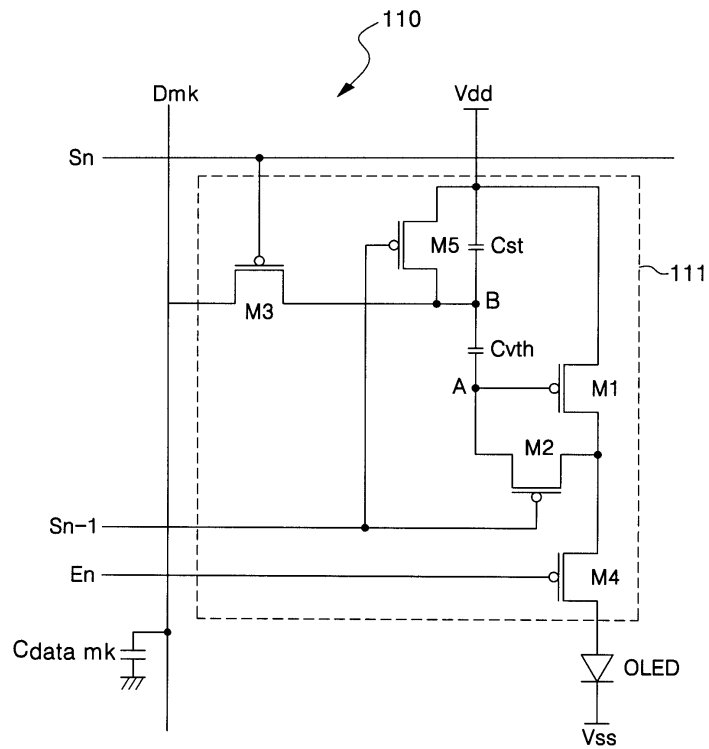 110
Dmk
Vdd
Sn
M5
Cst
111
M3
B
Cvth
A
M1
M2
Sn-1
En
M4
Cdata mk
OLED
Vss